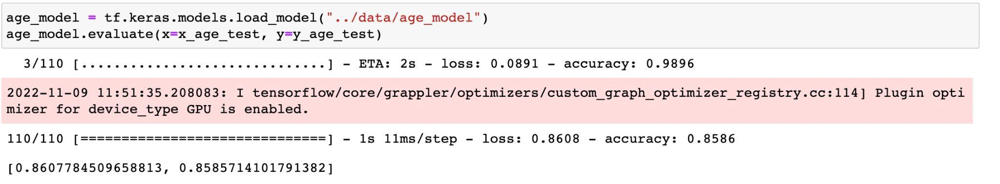 age_model = tf.keras.models.load_model("../data/age_model")
age_model.evaluate(x=x_age_test, y=y_age_test)
3/110 [..............................] - ETA: 2s - loss: 0.0891 - accuracy: 0.9896
2022-11-09 11:51:35.208083: I tensorflow/core/grappler/optimizers/custom_graph_optimizer_registry.cc:114] Plugin opti
mizer for device_type GPU is enabled.
110/110 [==============================] - 1s 11ms/step - loss: 0.8608 - accuracy: 0.8586
[0.8607784509658813, 0.8585714101791382]